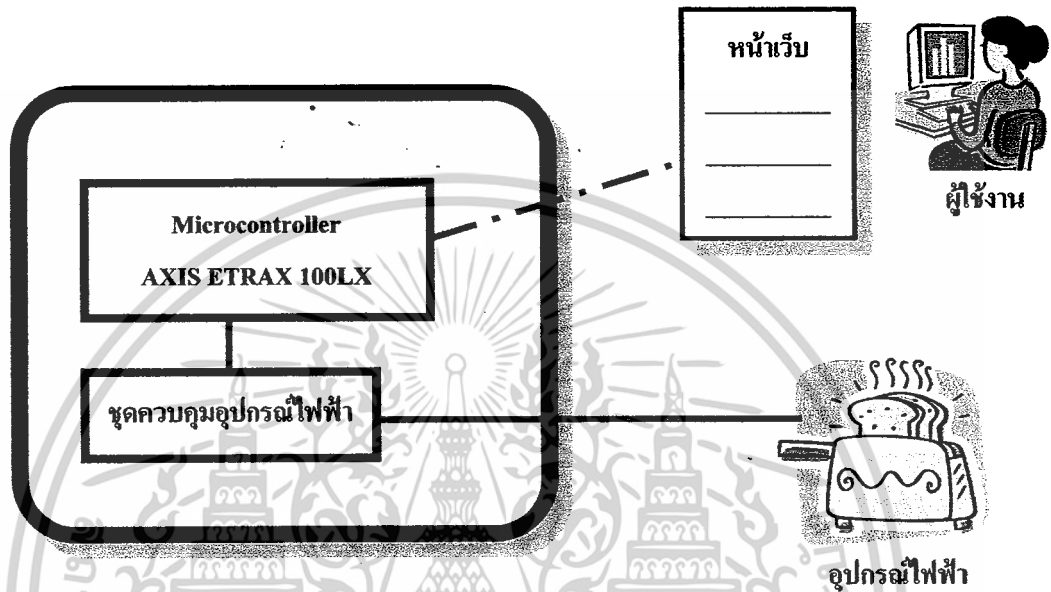 หน้าเว็บ
ผู้ใช้งาน
Microcontroller
AXIS ETRAX 100LX
ชุดควบคุมอุปกรณ์ไฟฟ้า
อุปกรณ์ไฟฟ้า